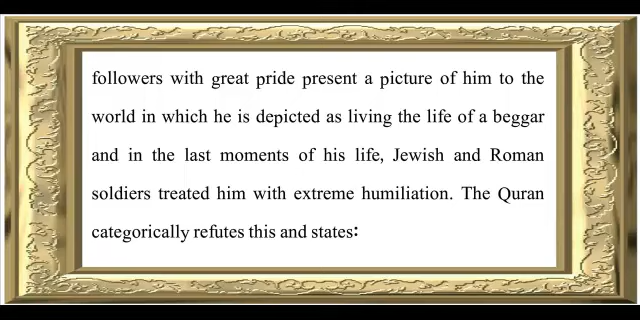 followers with great pride present a picture of him to the
world in which he is depicted as living the life of a beggar
and in the last moments of his life, Jewish and Roman
soldiers treated him with extreme humiliation. The Quran
categorically refutes this and states: